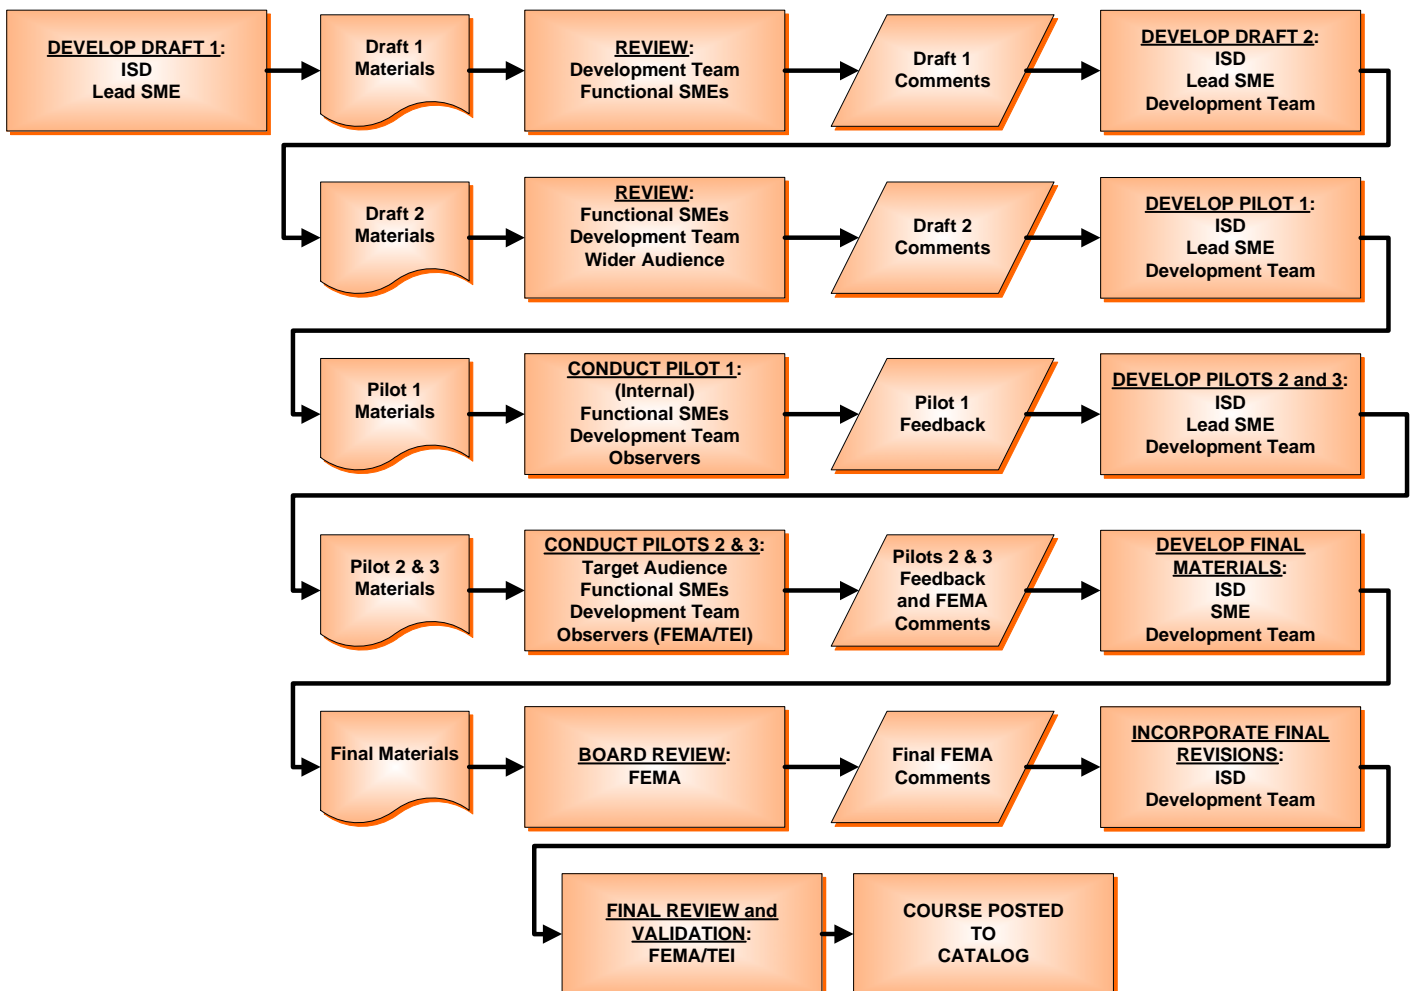 DEVELOP DRAFT 1:
ISD
Lead SME
Draft 1
Materials
REVIEW:
Development Team
Functional SMEs
Draft 1
Comments
DEVELOP DRAFT 2:
ISD
Lead SME
Development Team
Draft 2
Materials
REVIEW:
Functional SMEs
Development Team
Wider Audience
Draft 2
Comments
DEVELOP PILOT 1:
ISD
Lead SME
Development Team
Pilot 1
Materials
CONDUCT PILOT 1:
(Internal)
Functional SMEs
Development Team
Observers
Pilot 1
Feedback
DEVELOP PILOTS 2 and 3:
ISD
Lead SME
Development Team
Pilot 2 & 3
Materials
CONDUCT PILOTS 2 & 3:
Target Audience
Functional SMEs
Development Team
Observers (FEMA/TEI)
Pilots 2 & 3
Feedback
and FEMA
Comments
DEVELOP FINAL
MATERIALS:
ISD
SME
Development Team
Final Materials
BOARD REVIEW:
FEMA
Final FEMA
Comments
INCORPORATE FINAL
REVISIONS:
ISD
Development Team
FINAL REVIEW and
VALIDATION:
FEMA/TEI
COURSE POSTED
TO
CATALOG